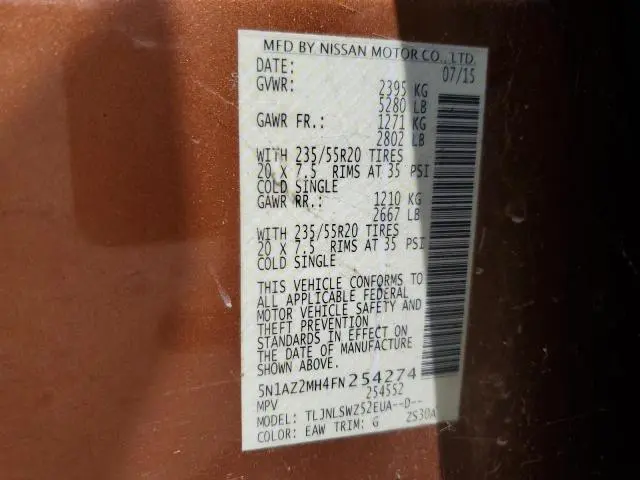 MFD BY NISSAN MOTOR CO., LTD.
DATE: 07/15
GVWR: 2395 KG
5280 LB
GAWR FR.: 1271 KG
2802 LB
WITH 235/55R20 TIRES
20 X 7.5 RIMS AT 35 PSI
COLD SINGLE
GAWR RR.: 1210 KG
2667 LB
WITH 235/55R20 TIRES
20 X 7.5 RIMS AT 35 PSI
COLD SINGLE
THIS VEHICLE CONFORMS TO
ALL APPLICABLE FEDERAL
MOTOR VEHICLE SAFETY AND
THEFT PREVENTION
STANDARDS IN EFFECT ON
THE DATE OF MANUFACTURE
SHOWN ABOVE.
5N1AZ2MH4FN254274
MPV 254552
MODEL: TLJNLSWZ52EUA--D--
COLOR: EAW TRIM: G ZS30A